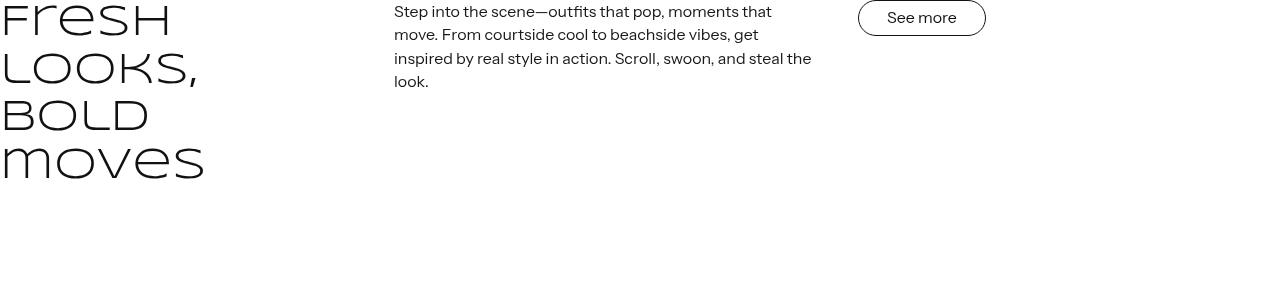 Fresh
Looks,
Bold
moves
Step into the scene—outfits that pop, moments that
move. From courtside cool to beachside vibes, get
inspired by real style in action. Scroll, swoon, and steal the
look.
See more